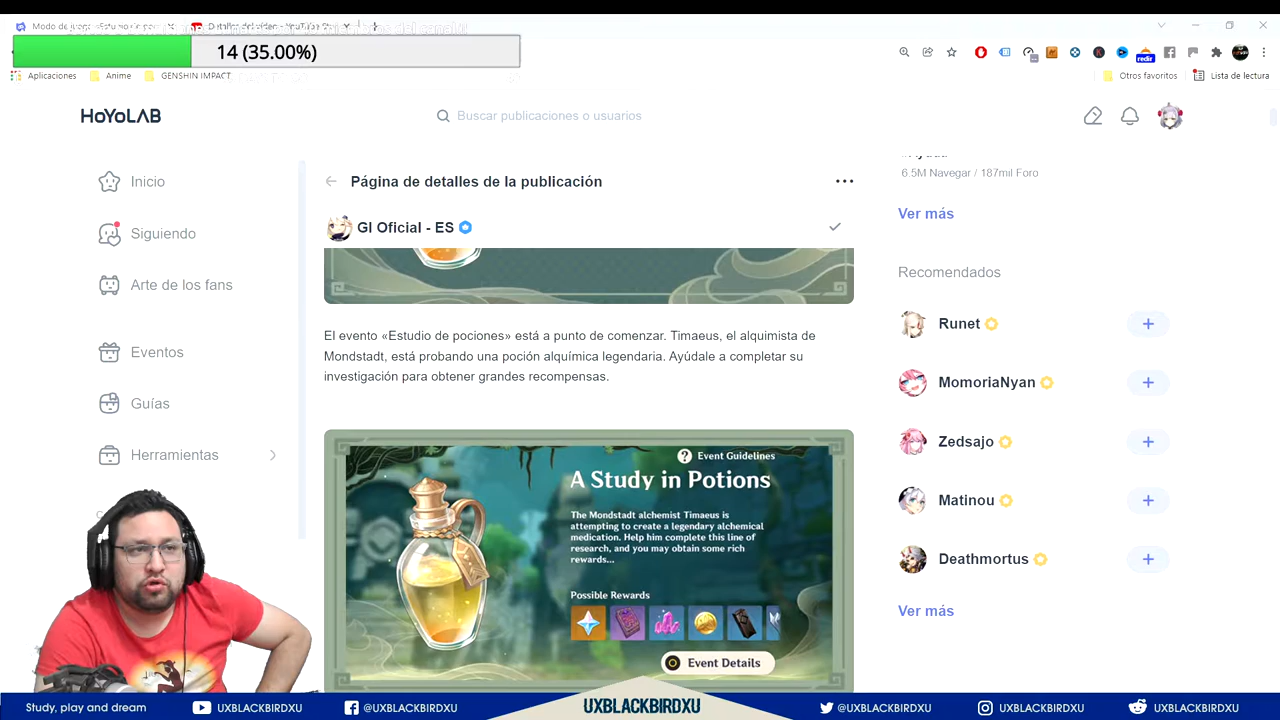 14 (35.00%)
Aplicaciones
Anime
GENSHIN IMPACT
redir
Otros favoritos
Lista de lectura
HoYoLAB
Buscar publicaciones o usuarios
Inicio
Siguiendo
Arte de los fans
Eventos
Guías
Herramientas
Página de detalles de la publicación
GI Oficial - ES
El evento «Estudio de pociones» está a punto de comenzar. Timaeus, el alquimista de
Mondstadt, está probando una poción alquímica legendaria. Ayúdale a completar su
investigación para obtener grandes recompensas.
? Event Guidelines
A Study in Potions
The Mondstadt alchemist Timaeus is
attempting to create a legendary alchemical
medication. Help him complete this line of
research, and you may obtain some rich
rewards...
Possible Rewards
Event Details
6.5M Navegar / 187mil Foro
Ver más
Recomendados
Runet
MomoriaNyan
Zedsajo
Matinou
Deathmortus
Ver más
Study, play and dream
UXBLACKBIRDXU
@UXBLACKBIRDXU
UXBLACKBIRDXU
@UXBLACKBIRDXU
UXBLACKBIRDXU
UXBLACKBIRDXU